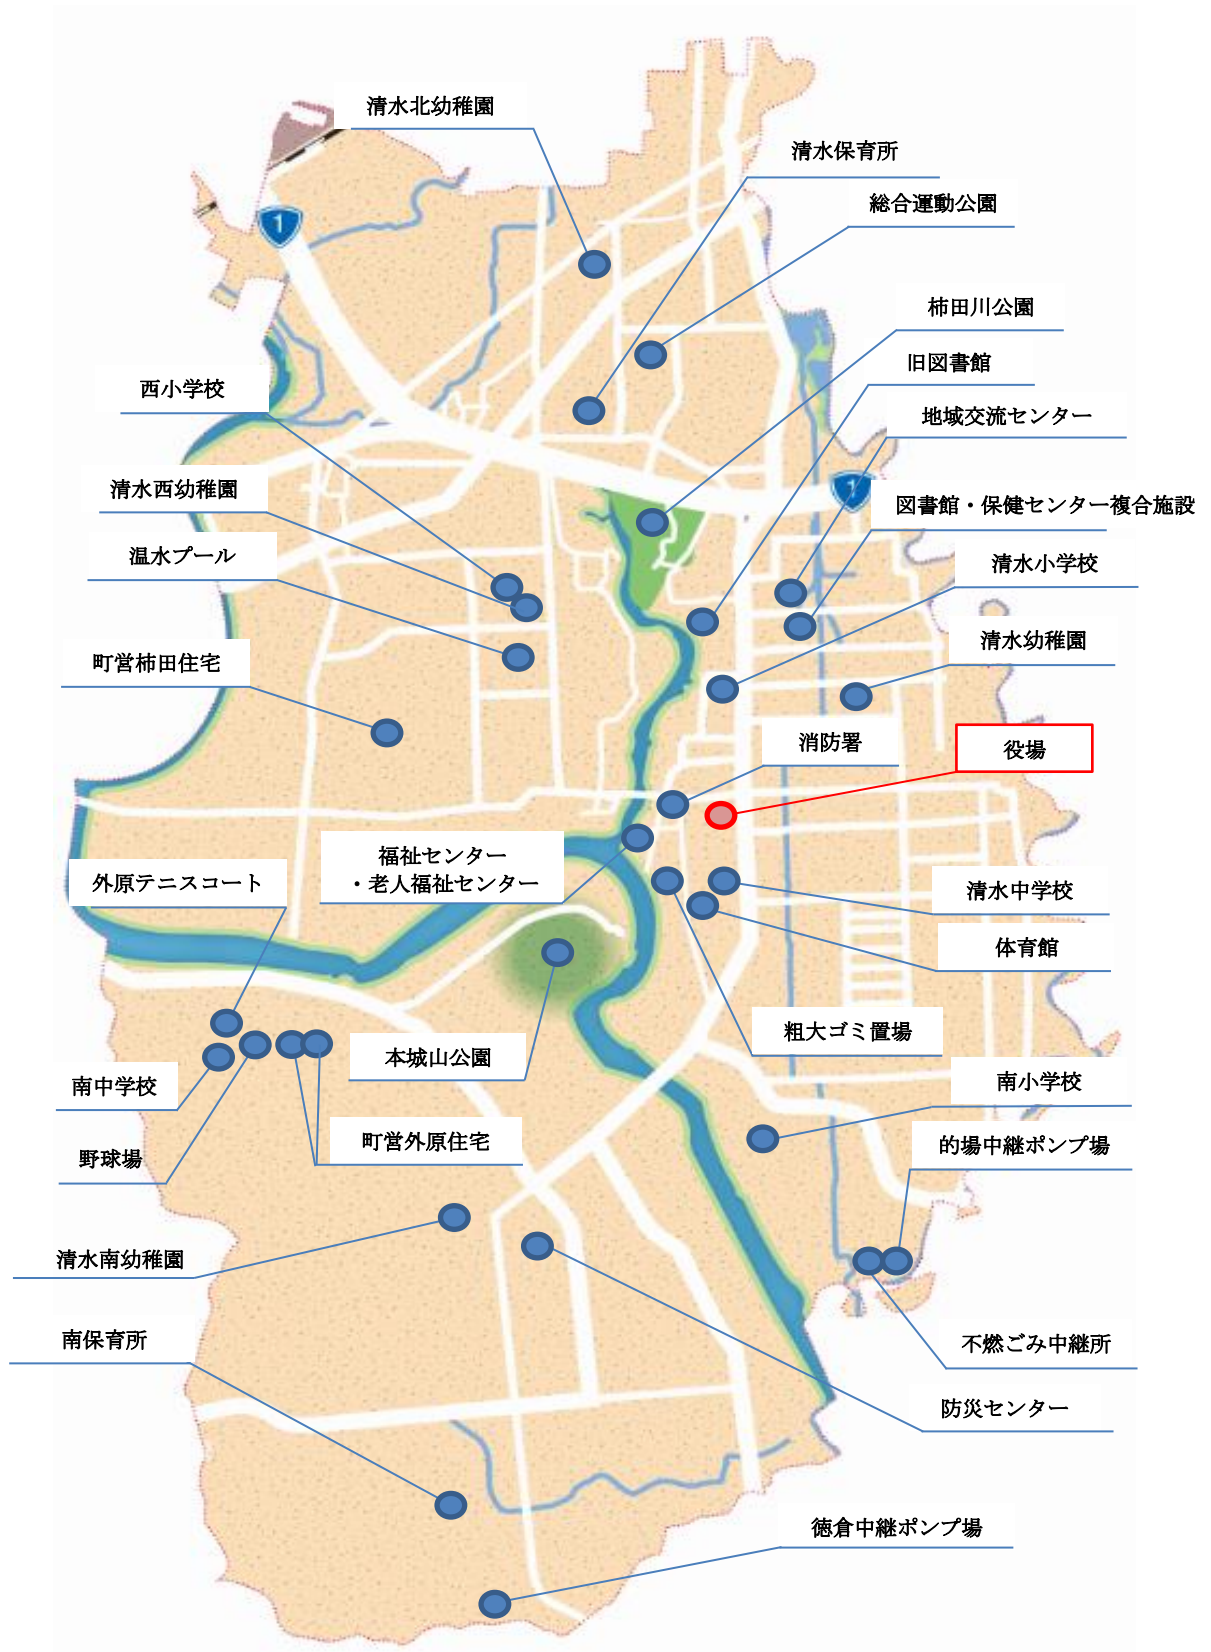 清水北幼稚園
清水保育所
総合運動公園
1
柿田川公園
旧図書館
西小学校
地域交流センター
清水西幼稚園
1
図書館・保健センター複合施設
温水プール
清水小学校
清水幼稚園
町営柿田住宅
消防署
役場
福祉センター
・老人福祉センター
外原テニスコート
清水中学校
体育館
粗大ゴミ置場
本城山公園
南中学校
南小学校
町営外原住宅
的場中継ポンプ場
野球場
清水南幼稚園
南保育所
不燃ごみ中継所
防災センター
徳倉中継ポンプ場